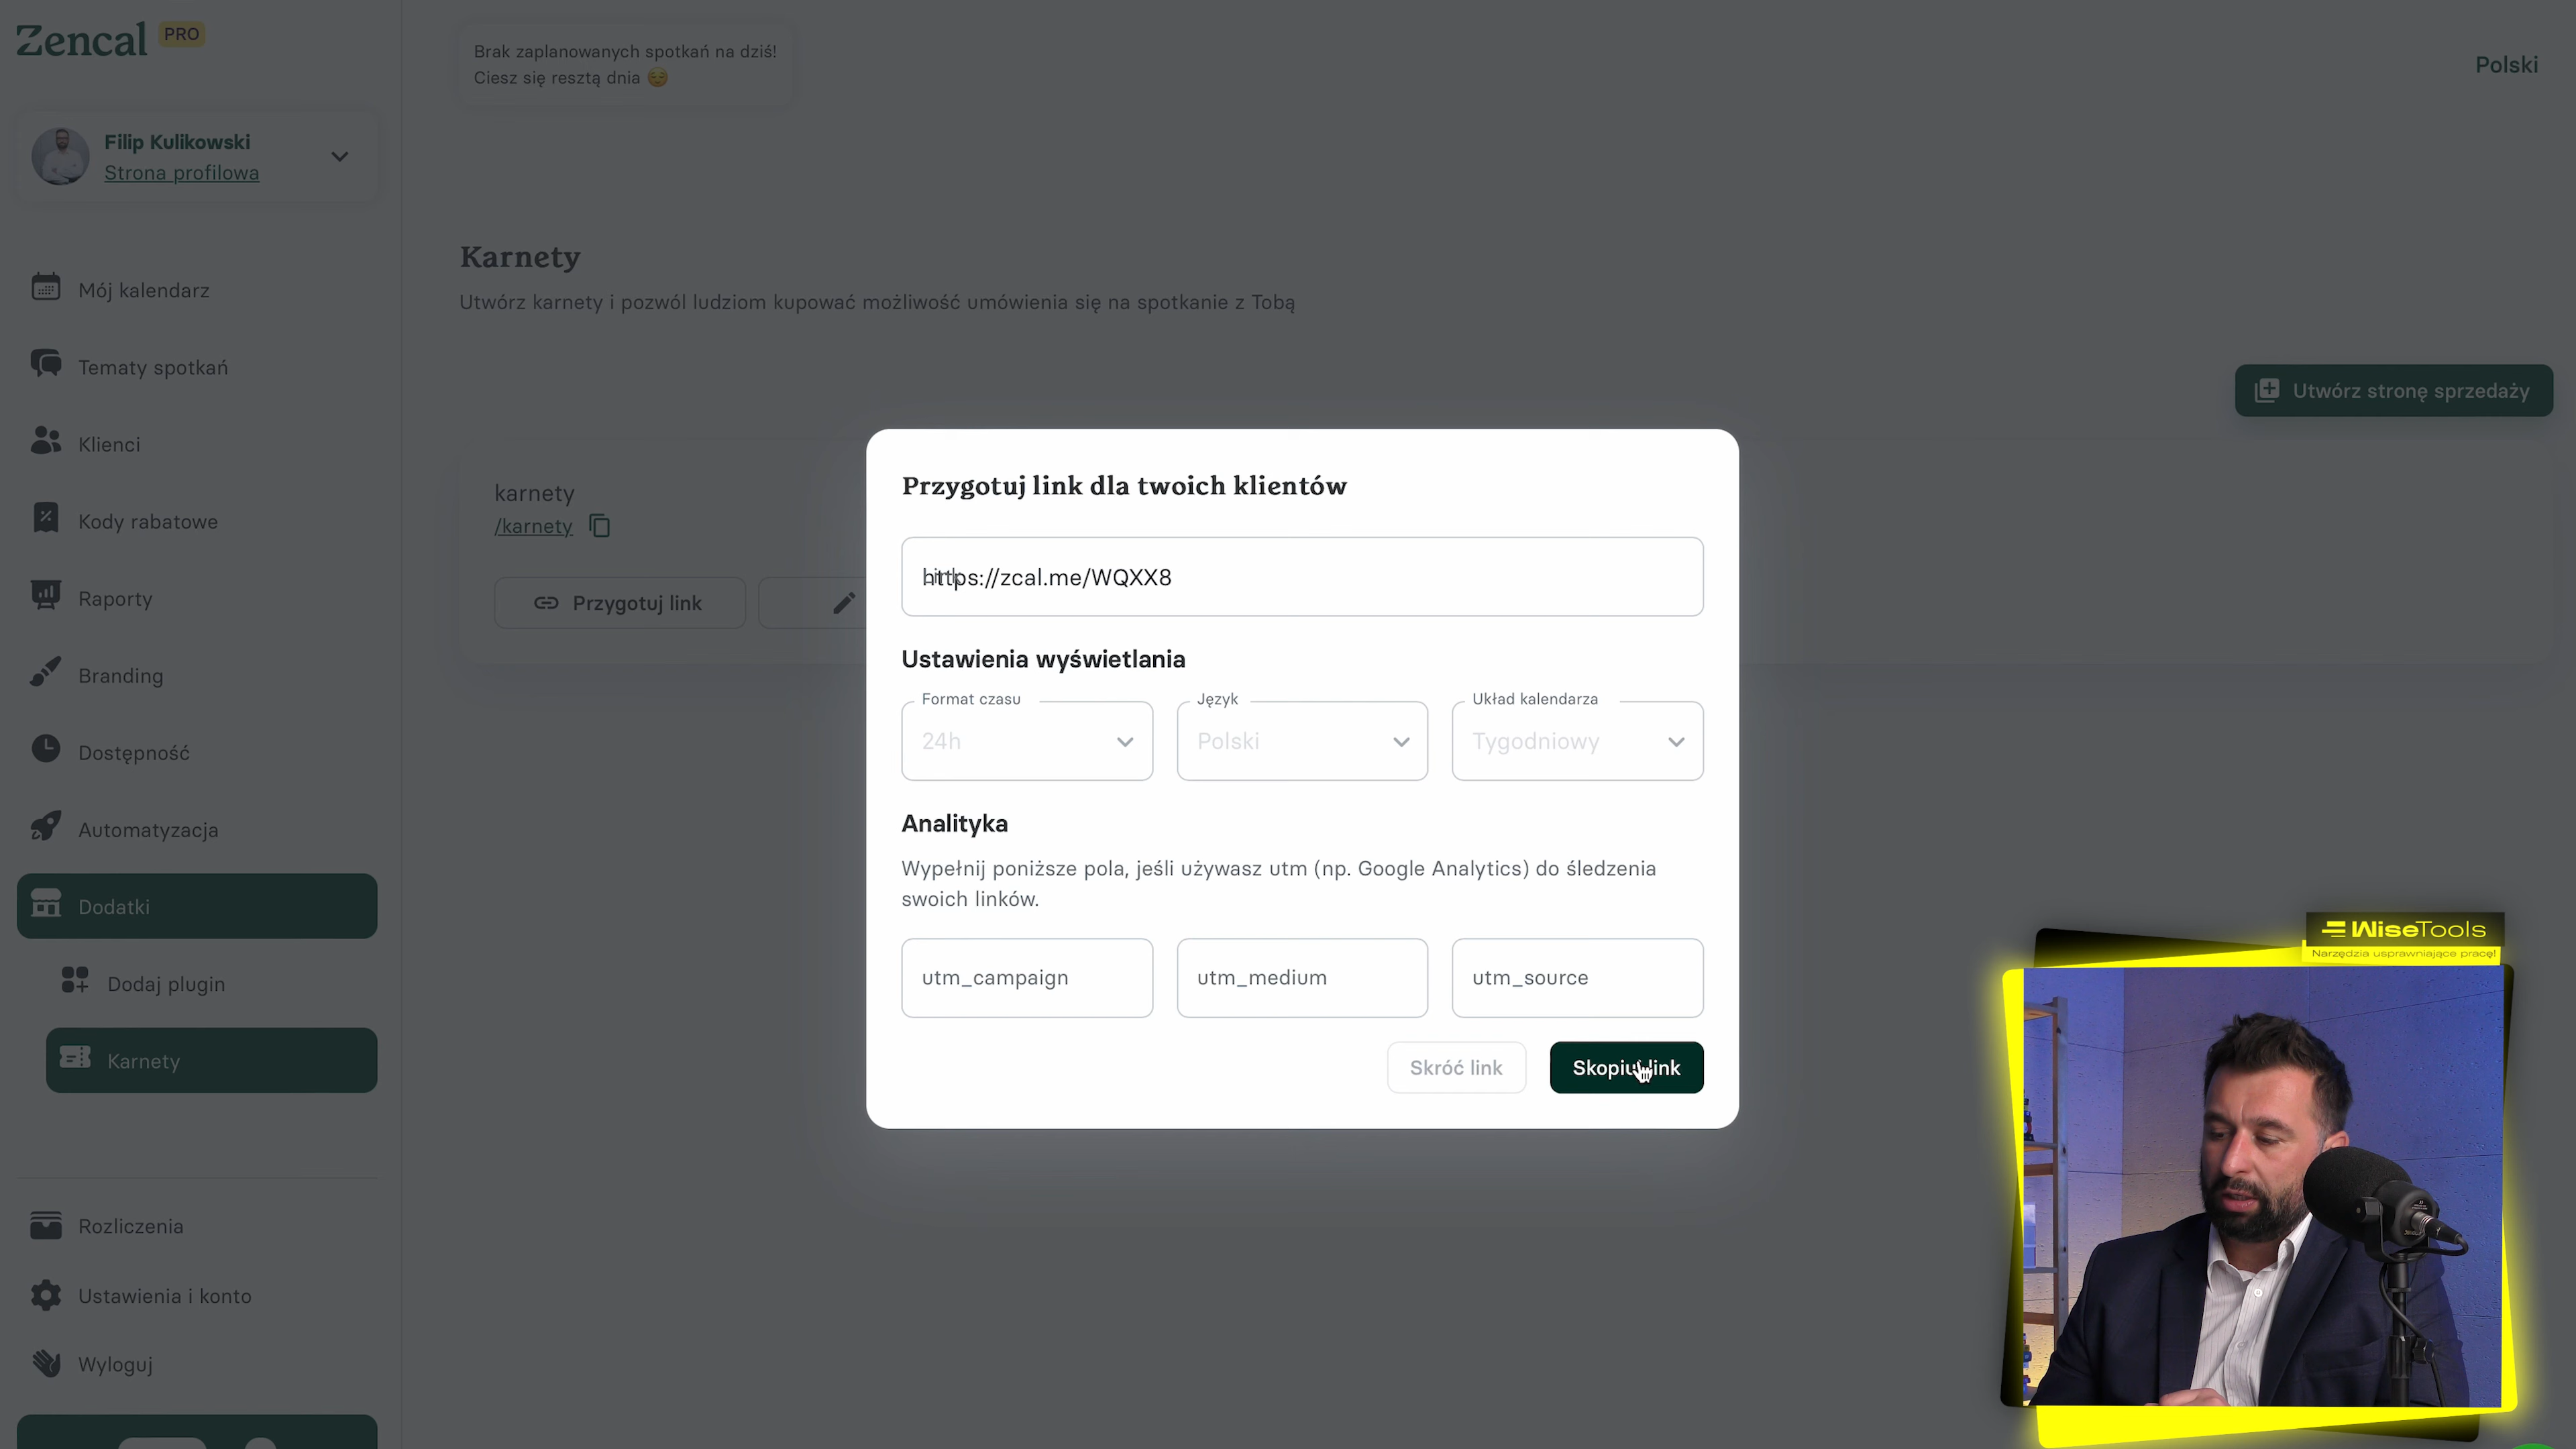 Zencal PRO
Brak zaplanowanych spotkań na dziś!
Ciesz się resztą dnia 😌
Polski
Filip Kulikowski
Strona profilowa
Mój kalendarz
Tematy spotkań
Klienci
Kody rabatowe
Raporty
Branding
Dostępność
Automatyzacja
Dodatki
Dodaj plugin
Karnety
Rozliczenia
Ustawienia i konto
Wyloguj
Karnety
Utwórz karnety i pozwól ludziom kupować możliwość umówienia się na spotkanie z Tobą
Utwórz stronę sprzedaży
karnety
/karnety
Przygotuj link
Przygotuj link dla twoich klientów
Link
https://zcal.me/WQXX8
Ustawienia wyświetlania
Format czasu
24h
Język
Polski
Układ kalendarza
Tygodniowy
Analityka
Wypełnij poniższe pola, jeśli używasz utm (np. Google Analytics) do śledzenia
swoich linków.
utm_campaign
utm_medium
utm_source
Skróć link
Skopiuj link
WiseTools
Narzędzia usprawniające pracę!